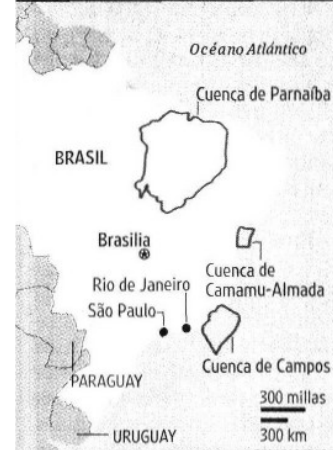 Océano Atlántico
Cuenca de Parnaíba
BRASIL
Brasilia
Cuenca de
Camamu-Almada
Rio de Janeiro
São Paulo
Cuenca de Campos
PARAGUAY
300 millas
300 km
URUGUAY